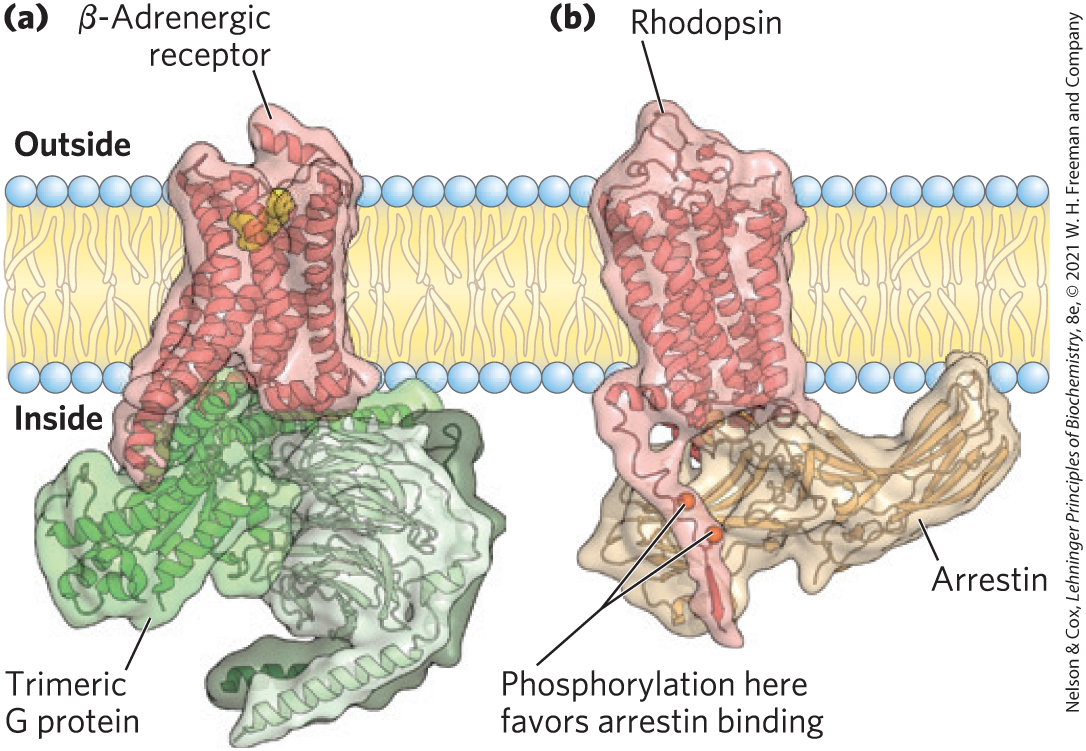 (a) β-Adrenergic
receptor
Outside
Inside
Trimeric
G protein
(b) Rhodopsin
Arrestin
Phosphorylation here
favors arrestin binding
Nelson & Cox, Lehninger Principles of Biochemistry, 8e, © 2021 W. H. Freeman and Company